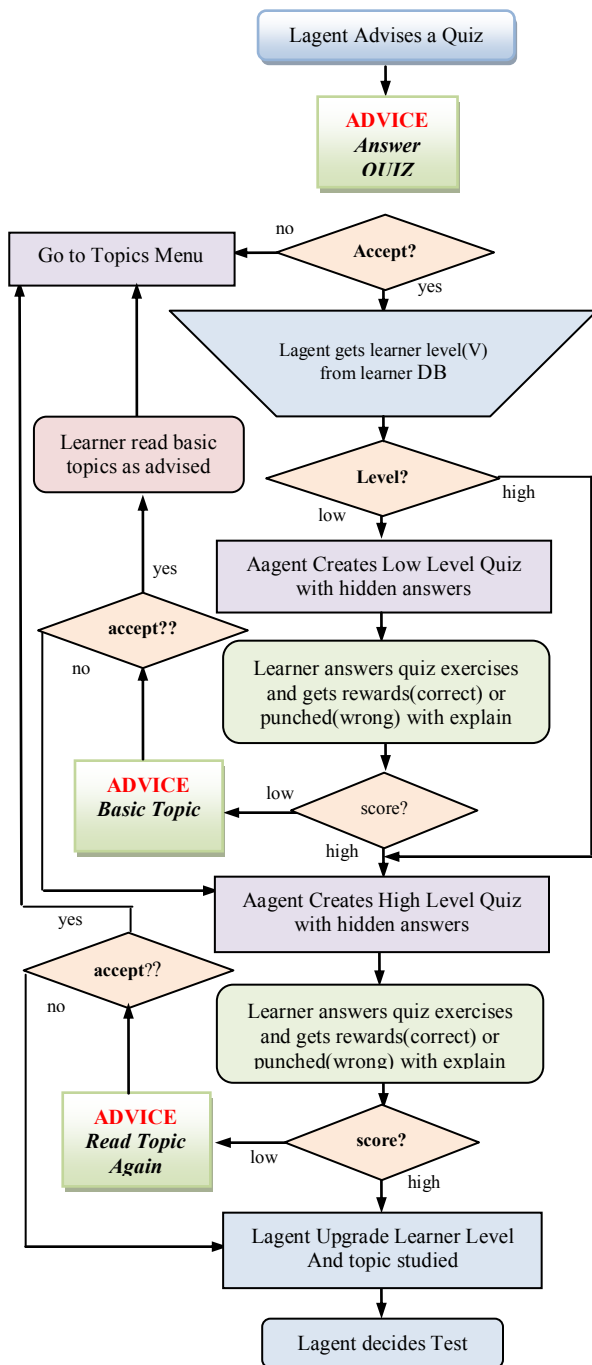 Lagent Advises a Quiz
ADVICE
Answer
QUIZ
no
Accept?
Go to Topics Menu
yes
Lagent gets learner level(V)
from learner DB
Learner read basic
topics as advised
Level?
high
low
Aagent Creates Low Level Quiz
with hidden answers
yes
accept??
no
Learner answers quiz exercises
and gets rewards(correct) or
punched(wrong) with explain
ADVICE
Basic Topic
low
score?
high
Aagent Creates High Level Quiz
with hidden answers
yes
accept??
no
Learner answers quiz exercises
and gets rewards(correct) or
punched(wrong) with explain
ADVICE
Read Topic
Again
low
score?
high
Lagent Upgrade Learner Level
And topic studied
Lagent decides Test